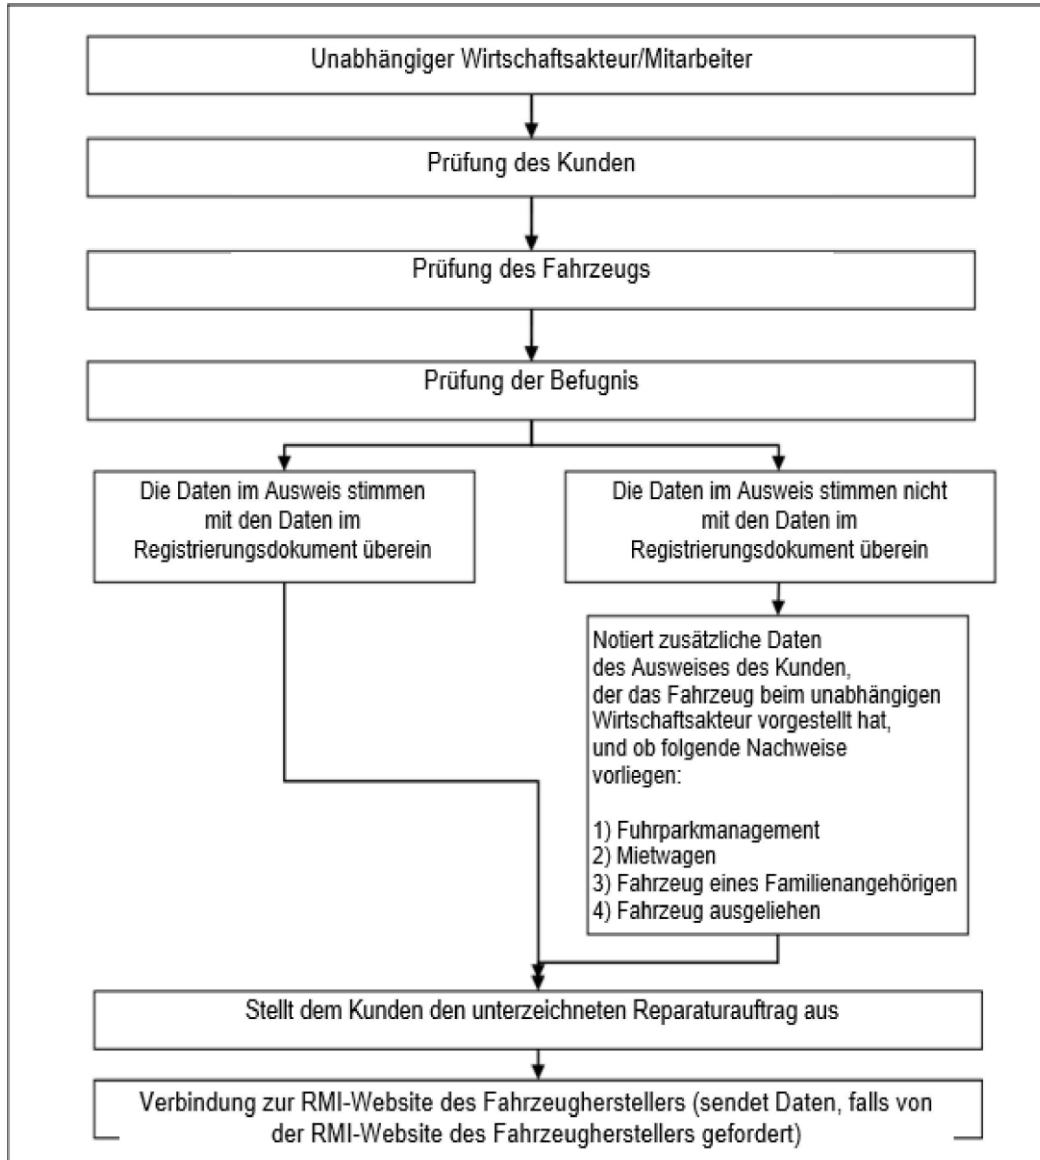 Unabhängiger Wirtschaftsakteur/Mitarbeiter
Prüfung des Kunden
Prüfung des Fahrzeugs
Prüfung der Befugnis
Die Daten im Ausweis stimmen
mit den Daten im
Registrierungsdokument überein
Die Daten im Ausweis stimmen nicht
mit den Daten im
Registrierungsdokument überein
Notiert zusätzliche Daten
des Ausweises des Kunden,
der das Fahrzeug beim unabhängigen
Wirtschaftsakteur vorgestellt hat,
und ob folgende Nachweise
vorliegen:
1) Fuhrparkmanagement
2) Mietwagen
3) Fahrzeug eines Familienangehörigen
4) Fahrzeug ausgeliehen
Stellt dem Kunden den unterzeichneten Reparaturauftrag aus
Verbindung zur RMI-Website des Fahrzeugherstellers (sendet Daten, falls von
der RMI-Website des Fahrzeugherstellers gefordert)